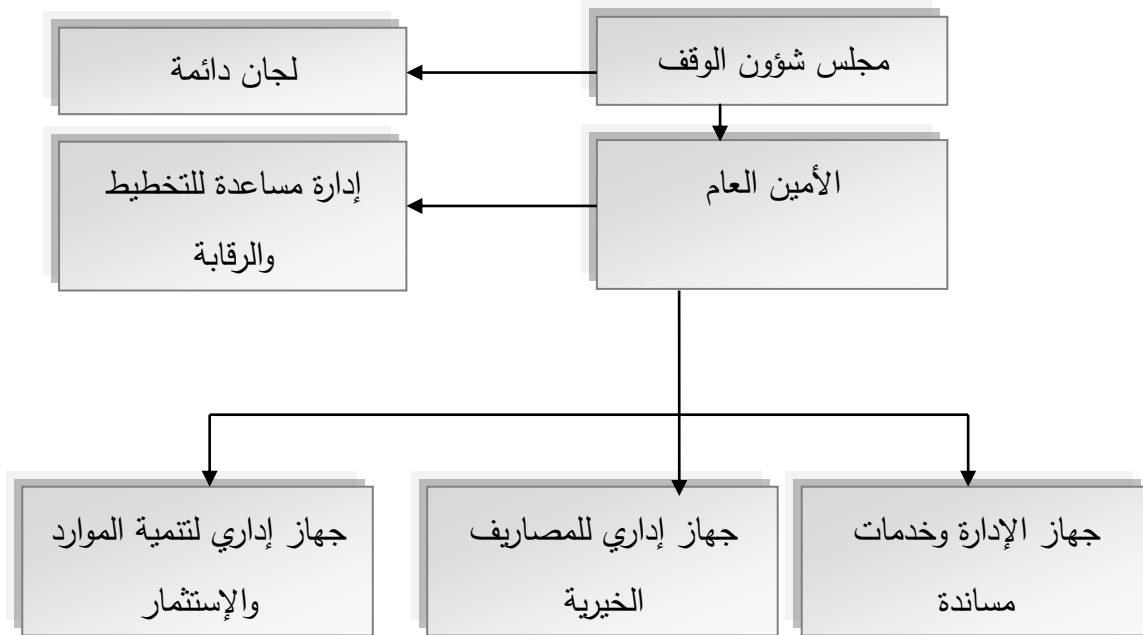 مجلس شؤون الوقف
لجان دائمة
الأمين العام
إدارة مساعدة للتخطيط
والرقابة
جهاز الإدارة وخدمات
مساندة
جهاز إداري للمصاريف
الخيرية
جهاز إداري لتنمية الموارد
والإستثمار